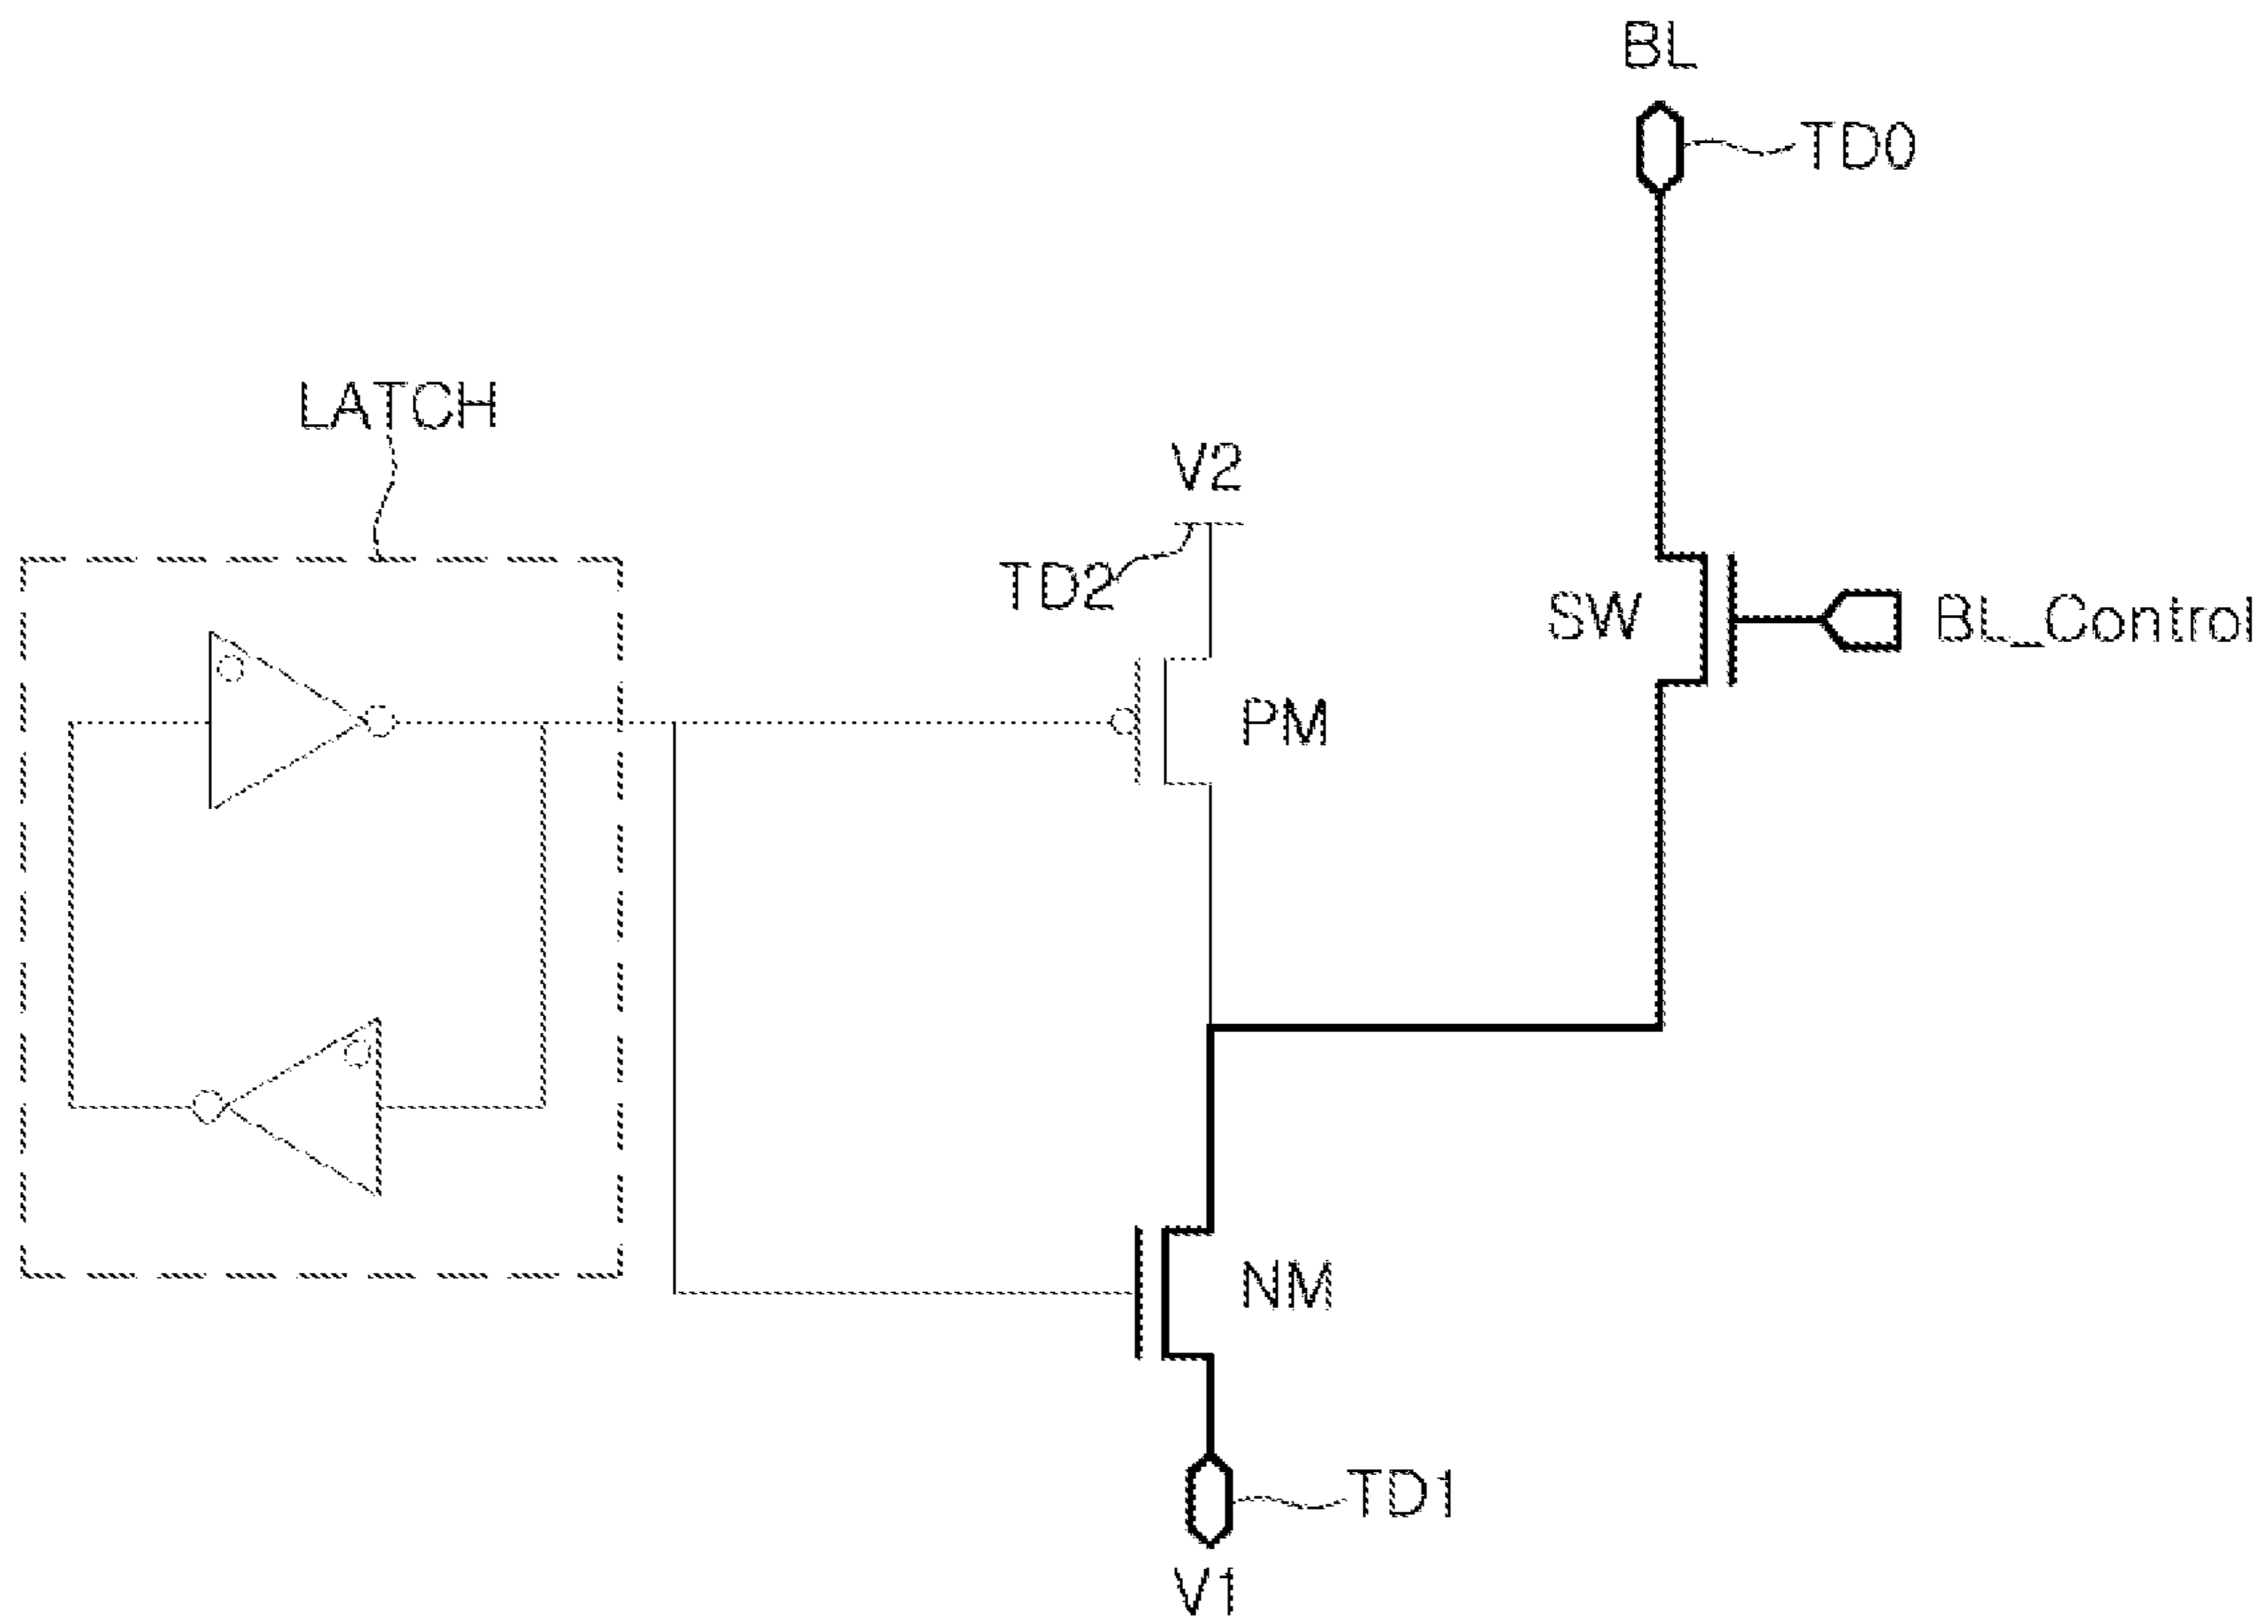 BL
TD0
LATCH
V2
TD2
SW
BL_Control
PM
NM
TD1
V1